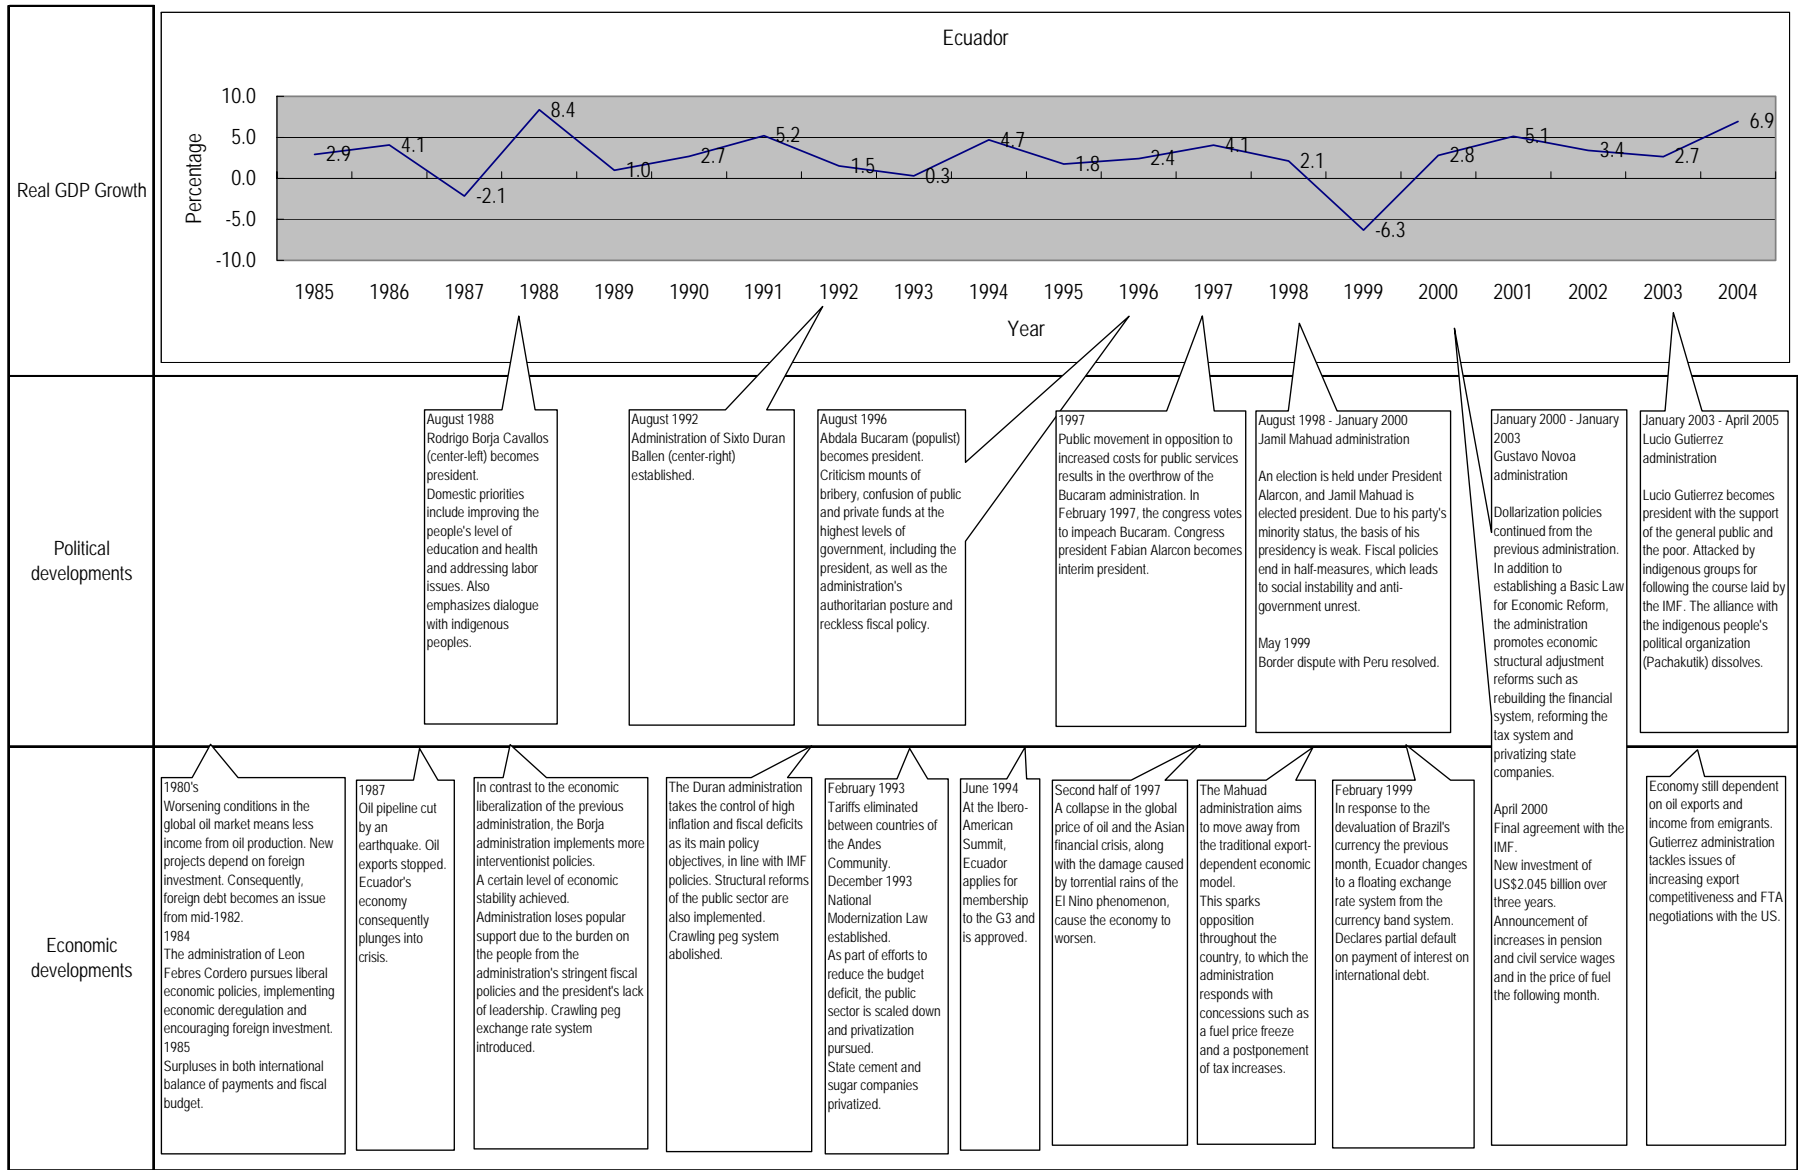 Real GDP Growth
Ecuador
Percentage
10.0
5.0
0.0
-5.0
-10.0
2.9
4.1
-2.1
8.4
1.0
2.7
5.2
1.5
0.3
4.7
1.8
2.4
4.1
2.1
-6.3
2.8
5.1
3.4
2.7
6.9
1985 1986 1987 1988 1989 1990 1991 1992 1993 1994 1995 1996 1997 1998 1999 2000 2001 2002 2003 2004
Year
Political
developments
August 1988
Rodrigo Borja Cavallos
(center-left) becomes
president.
Domestic priorities
include improving the
people's level of
education and health
and addressing labor
issues. Also
emphasizes dialogue
with indigenous
peoples.
August 1992
Administration of Sixto Duran
Ballen (center-right)
established.
August 1996
Abdala Bucaram (populist)
becomes president.
Criticism mounts of
bribery, confusion of public
and private funds at the
highest levels of
government, including the
president, as well as the
administration's
authoritarian posture and
reckless fiscal policy.
1997
Public movement in opposition to
increased costs for public services
results in the overthrow of the
Bucaram administration. In
February 1997, the congress votes
to impeach Bucaram. Congress
president Fabian Alarcon becomes
interim president.
August 1998 - January 2000
Jamil Mahuad administration
An election is held under President
Alarcon, and Jamil Mahuad is
elected president. Due to his party's
minority status, the basis of his
presidency is weak. Fiscal policies
end in half-measures, which leads
to social instability and anti-
government unrest.
May 1999
Border dispute with Peru resolved.
January 2000 - January
2003
Gustavo Novoa
administration
Dollarization policies
continued from the
previous administration.
In addition to
establishing a Basic Law
for Economic Reform,
the administration
promotes economic
structural adjustment
reforms such as
rebuilding the financial
system, reforming the
tax system and
privatizing state
companies.
April 2000
Final agreement with the
IMF.
New investment of
US$2.045 billion over
three years.
Announcement of
increases in pension
and civil service wages
and in the price of fuel
the following month.
January 2003 - April 2005
Lucio Gutierrez
administration
Lucio Gutierrez becomes
president with the support
of the general public and
the poor. Attacked by
indigenous groups for
following the course laid by
the IMF. The alliance with
the indigenous people's
political organization
(Pachakutik) dissolves.
Economic
developments
1980's
Worsening conditions in the
global oil market means less
income from oil production. New
projects depend on foreign
investment. Consequently,
foreign debt becomes an issue
from mid-1982.
1984
The administration of Leon
Febres Cordero pursues liberal
economic policies, implementing
economic deregulation and
encouraging foreign investment.
1985
Surpluses in both international
balance of payments and fiscal
budget.
1987
Oil pipeline cut
by an
earthquake. Oil
exports stopped.
Ecuador's
economy
consequently
plunges into
crisis.
In contrast to the economic
liberalization of the previous
administration, the Borja
administration implements more
interventionist policies.
A certain level of economic
stability achieved.
Administration loses popular
support due to the burden on
the people from the
administration's stringent fiscal
policies and the president's lack
of leadership. Crawling peg
exchange rate system
introduced.
The Duran administration
takes the control of high
inflation and fiscal deficits
as its main policy
objectives, in line with IMF
policies. Structural reforms
of the public sector are
also implemented.
Crawling peg system
abolished.
February 1993
Tariffs eliminated
between countries of
the Andes
Community.
December 1993
National
Modernization Law
established.
As part of efforts to
reduce the budget
deficit, the public
sector is scaled down
and privatization
pursued.
State cement and
sugar companies
privatized.
June 1994
At the Ibero-
American
Summit,
Ecuador
applies for
membership
to the G3 and
is approved.
Second half of 1997
A collapse in the global
price of oil and the Asian
financial crisis, along
with the damage caused
by torrential rains of the
El Nino phenomenon,
cause the economy to
worsen.
The Mahuad
administration aims
to move away from
the traditional export-
dependent economic
model.
This sparks
opposition
throughout the
country, to which the
administration
responds with
concessions such as
a fuel price freeze
and a postponement
of tax increases.
February 1999
In response to the
devaluation of Brazil's
currency the previous
month, Ecuador changes
to a floating exchange
rate system from the
currency band system.
Declares partial default
on payment of interest on
international debt.
Economy still dependent
on oil exports and
income from emigrants.
Gutierrez administration
tackles issues of
increasing export
competitiveness and FTA
negotiations with the US.